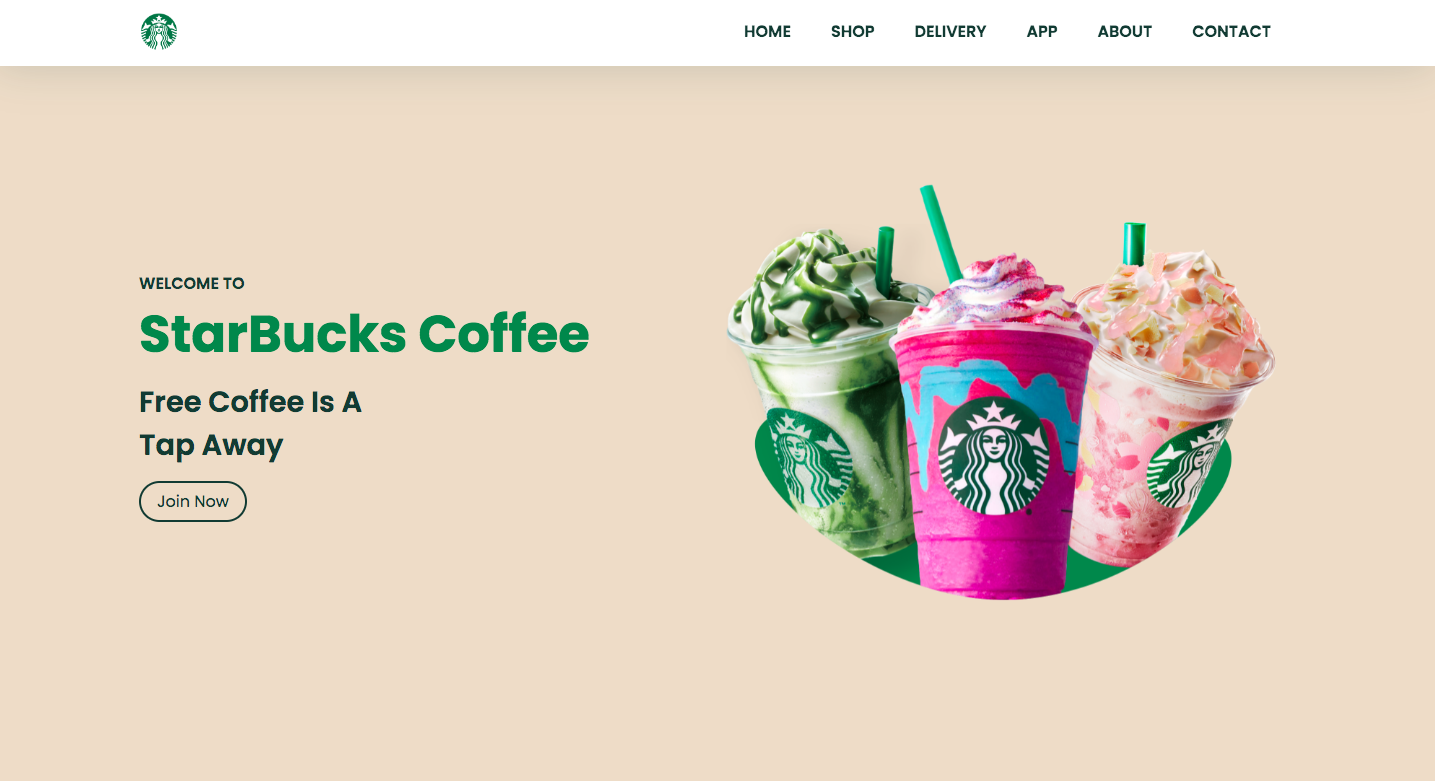 HOME SHOP DELIVERY APP ABOUT CONTACT
WELCOME TO
StarBucks Coffee
Free Coffee Is A
Tap Away
Join Now